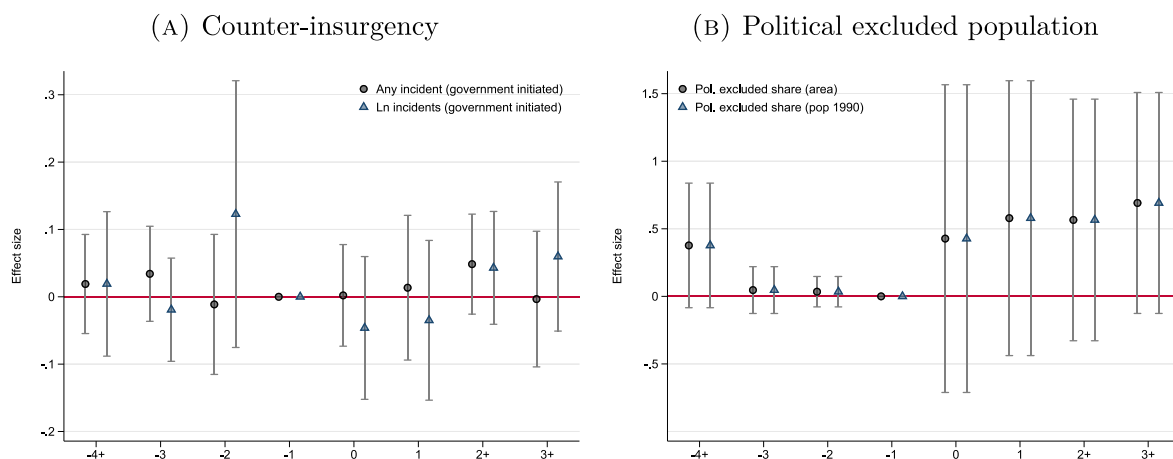 (A) Counter-insurgency
Any incident (government initiated)
Ln incidents (government initiated)
Effect size
.3
.2
.1
0
-.1
-.2
-4+ -3 -2 -1 0 1 2+ 3+
(B) Political excluded population
Pol. excluded share (area)
Pol. excluded share (pop 1990)
Effect size
1.5
1
.5
0
-.5
-4+ -3 -2 -1 0 1 2+ 3+